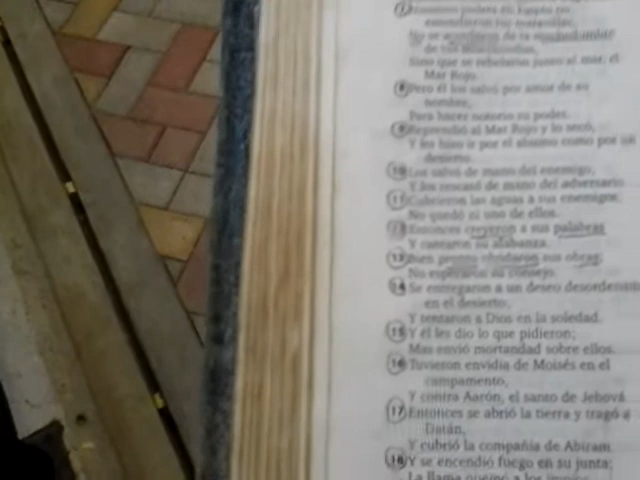 7 Nuestros padres en Egipto no
entendieron tus maravillas;
No se acordaron de la muchedumbre
de tus misericordias,
Sino que se rebelaron junto al mar, el
Mar Rojo.
8 Pero él los salvó por amor de su
nombre,
Para hacer notorio su poder.
9 Reprendió al Mar Rojo y lo secó,
Y les hizo ir por el abismo como por un
desierto.
10 Los salvó de mano del enemigo,
Y los rescató de mano del adversario.
11 Cubrieron las aguas a sus enemigos;
No quedó ni uno de ellos.
12 Entonces creyeron a sus palabras
Y cantaron su alabanza.
13 Bien pronto olvidaron sus obras;
No esperaron su consejo.
14 Se entregaron a un deseo desordenado
en el desierto,
Y tentaron a Dios en la soledad.
15 Y él les dio lo que pidieron;
Mas envió mortandad sobre ellos.
16 Tuvieron envidia de Moisés en el
campamento,
Y contra Aarón, el santo de Jehová.
17 Entonces se abrió la tierra y tragó a
Datán,
Y cubrió la compañía de Abiram.
18 Y se encendió fuego en su junta;
La llama quemó a los impíos.